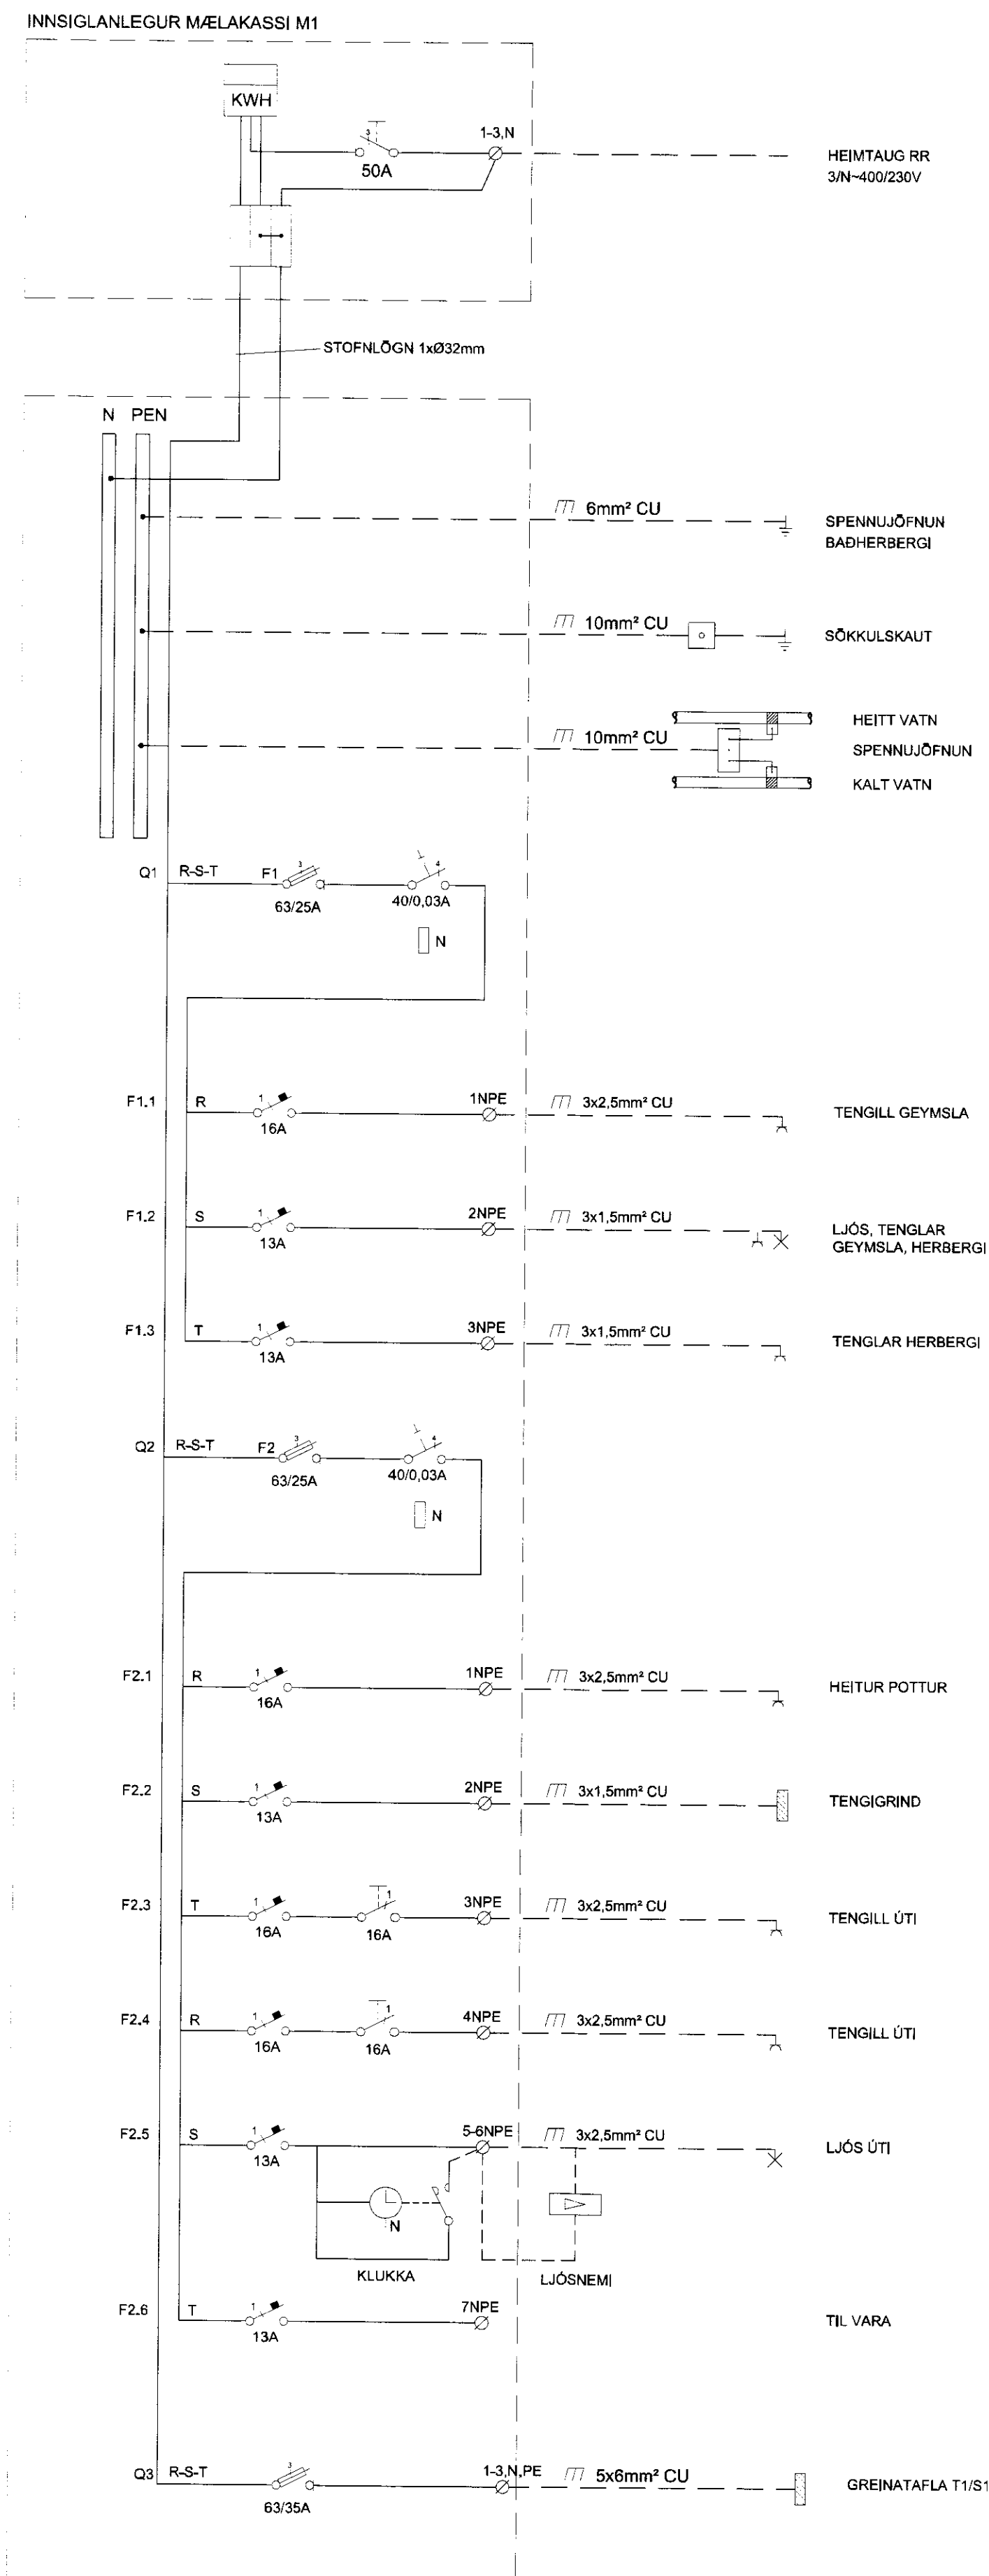 INNSIGLANLEGUR MÆLAKASSI M1
KWH
3
50A
1-3,N
HEIMTAUG RR
3/N~400/230V
STOFNLÖGN 1xØ32mm
N PEN
6mm² CU
SPENNUJÖFNUN
BAÐHERBERGI
10mm² CU
SÖKKULSKAUT
HEITT VATN
10mm² CU
SPENNUJÖFNUN
KALT VATN
Q1 R-S-T F1 3 4
63/25A 40/0,03A
N
F1.1 R 1 1NPE 3x2,5mm² CU
16A
TENGILL GEYMSLA
F1.2 S 1 2NPE 3x1,5mm² CU
13A
LJÓS, TENGLAR
GEYMSLA, HERBERGI
F1.3 T 1 3NPE 3x1,5mm² CU
13A
TENGLAR HERBERGI
Q2 R-S-T F2 3 4
63/25A 40/0,03A
N
F2.1 R 1 1NPE 3x2,5mm² CU
16A
HEITUR POTTUR
F2.2 S 1 2NPE 3x1,5mm² CU
13A
TENGIGRIND
F2.3 T 1 1 3NPE 3x2,5mm² CU
16A 16A
TENGILL ÚTI
F2.4 R 1 1 4NPE 3x2,5mm² CU
16A 16A
TENGILL ÚTI
F2.5 S 1 5-6NPE 3x2,5mm² CU
13A
LJÓS ÚTI
N
KLUKKA
LJÓSNEMI
F2.6 T 1 7NPE
13A
TIL VARA
Q3 R-S-T 3 1-3,N,PE 5x6mm² CU
63/35A
GREINATAFLA T1/S1